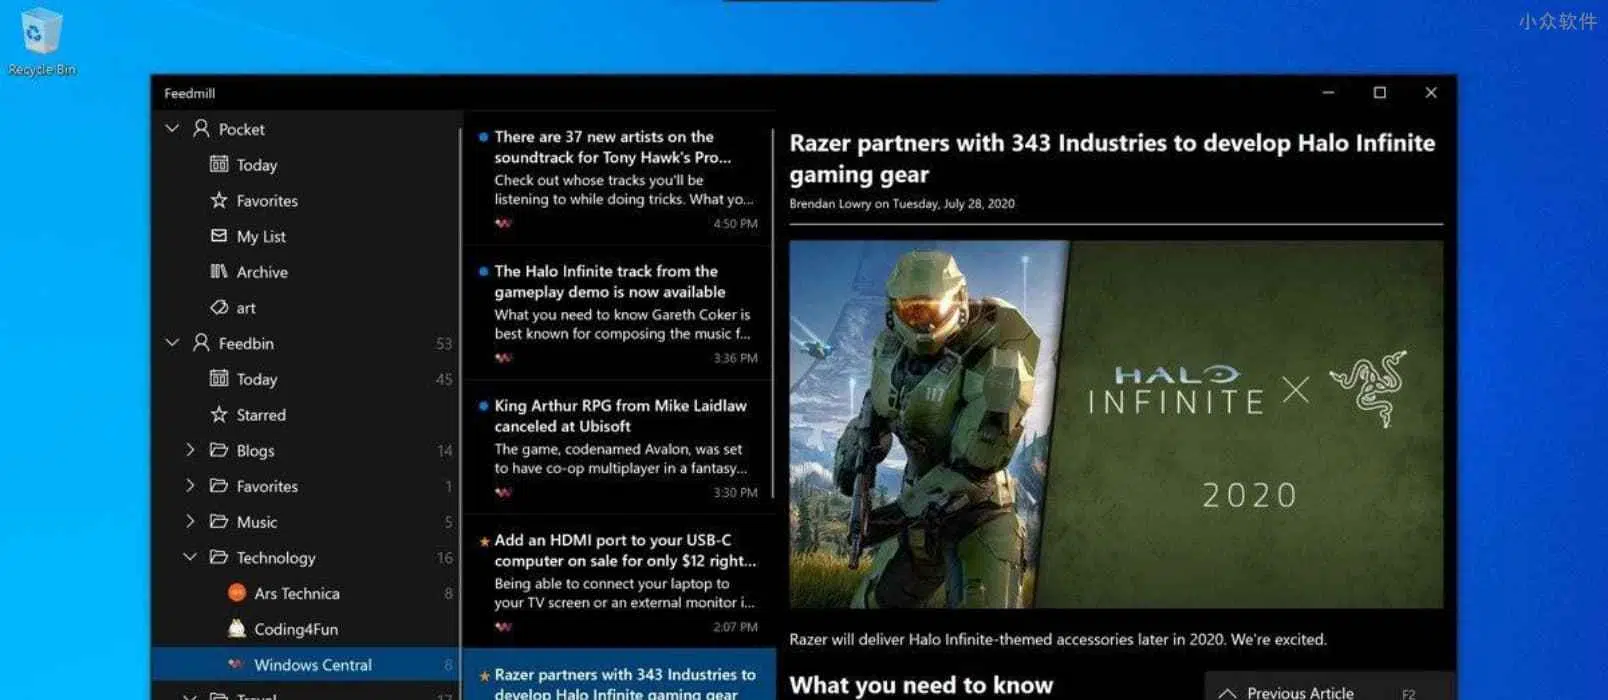 小众软件
Recycle Bin
Feedmill
Pocket
Today
Favorites
My List
Archive
art
Feedbin 53
Today 45
Starred
Blogs 14
Favorites 1
Music 5
Technology 16
Ars Technica 8
Coding4Fun
Windows Central 8
Travel 17
There are 37 new artists on the
soundtrack for Tony Hawk's Pro...
Check out whose tracks you'll be
listening to while doing tricks. What yo...
4:50 PM
The Halo Infinite track from the
gameplay demo is now available
What you need to know Gareth Coker is
best known for composing the music f...
3:36 PM
King Arthur RPG from Mike Laidlaw
canceled at Ubisoft
The game, codenamed Avalon, was set
to have co-op multiplayer in a fantasy...
3:30 PM
Add an HDMI port to your USB-C
computer on sale for only $12 right...
Being able to connect your laptop to
your TV screen or an external monitor i...
2:07 PM
Razer partners with 343 Industries to
develop Halo Infinite gaming gear
Razer partners with 343 Industries to develop Halo Infinite
gaming gear
Brendan Lowry on Tuesday, July 28, 2020
117
HALO
INFINITE X
2020
Razer will deliver Halo Infinite-themed accessories later in 2020. We're excited.
What you need to know
Previous Article F2